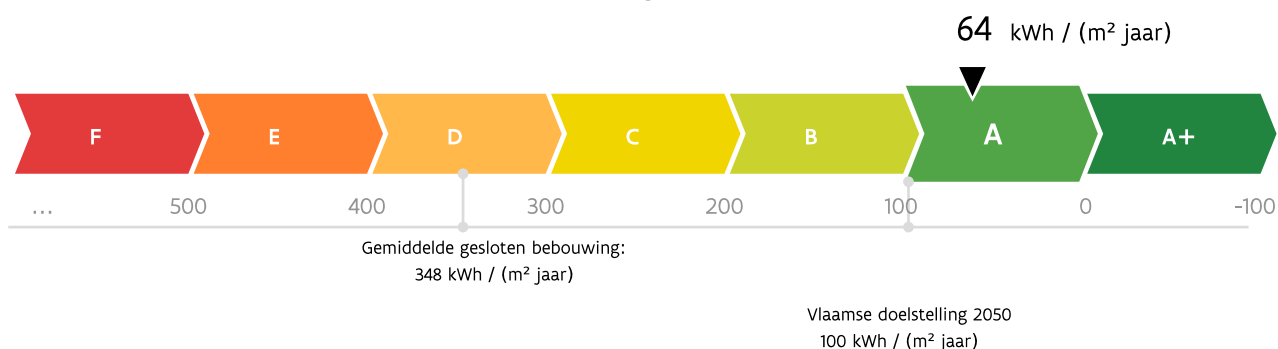 64 kWh / (m² jaar)
F E D C B A A+
... 500 400 300 200 100 0 -100
Gemiddelde gesloten bebouwing:
348 kWh / (m² jaar)
Vlaamse doelstelling 2050
100 kWh / (m² jaar)